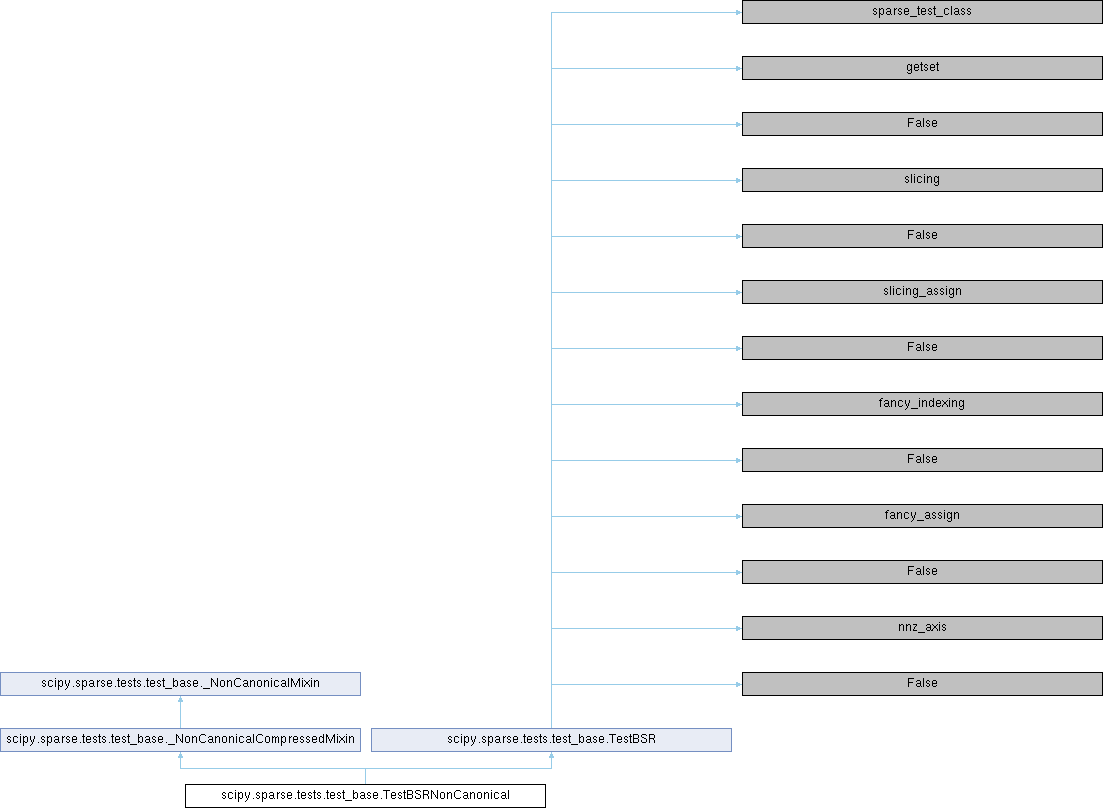 sparse_test_class
getset
False
slicing
False
slicing_assign
False
fancy_indexing
False
fancy_assign
False
nnz_axis
scipy.sparse.tests.test_base._NonCanonicalMixin
False
scipy.sparse.tests.test_base._NonCanonicalCompressedMixin
scipy.sparse.tests.test_base.TestBSR
scipy.sparse.tests.test_base.TestBSRNonCanonical